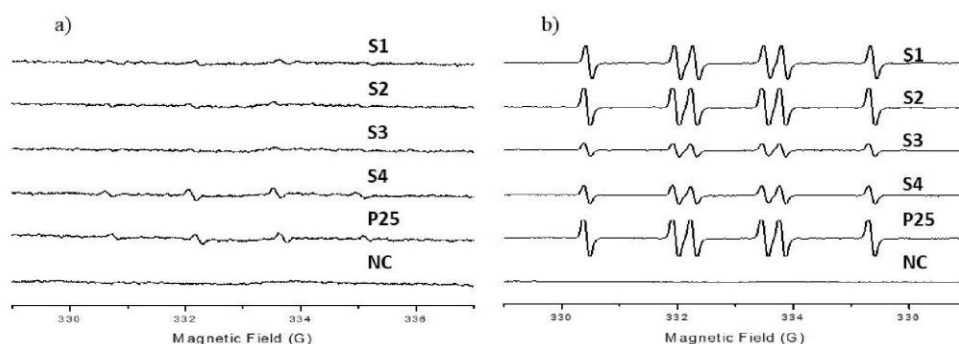 a)
S1
S2
S3
S4
P25
NC
330 332 334 336
Magnetic Field (G)
b)
S1
S2
S3
S4
P25
NC
330 332 334 336
Magnetic Field (G)